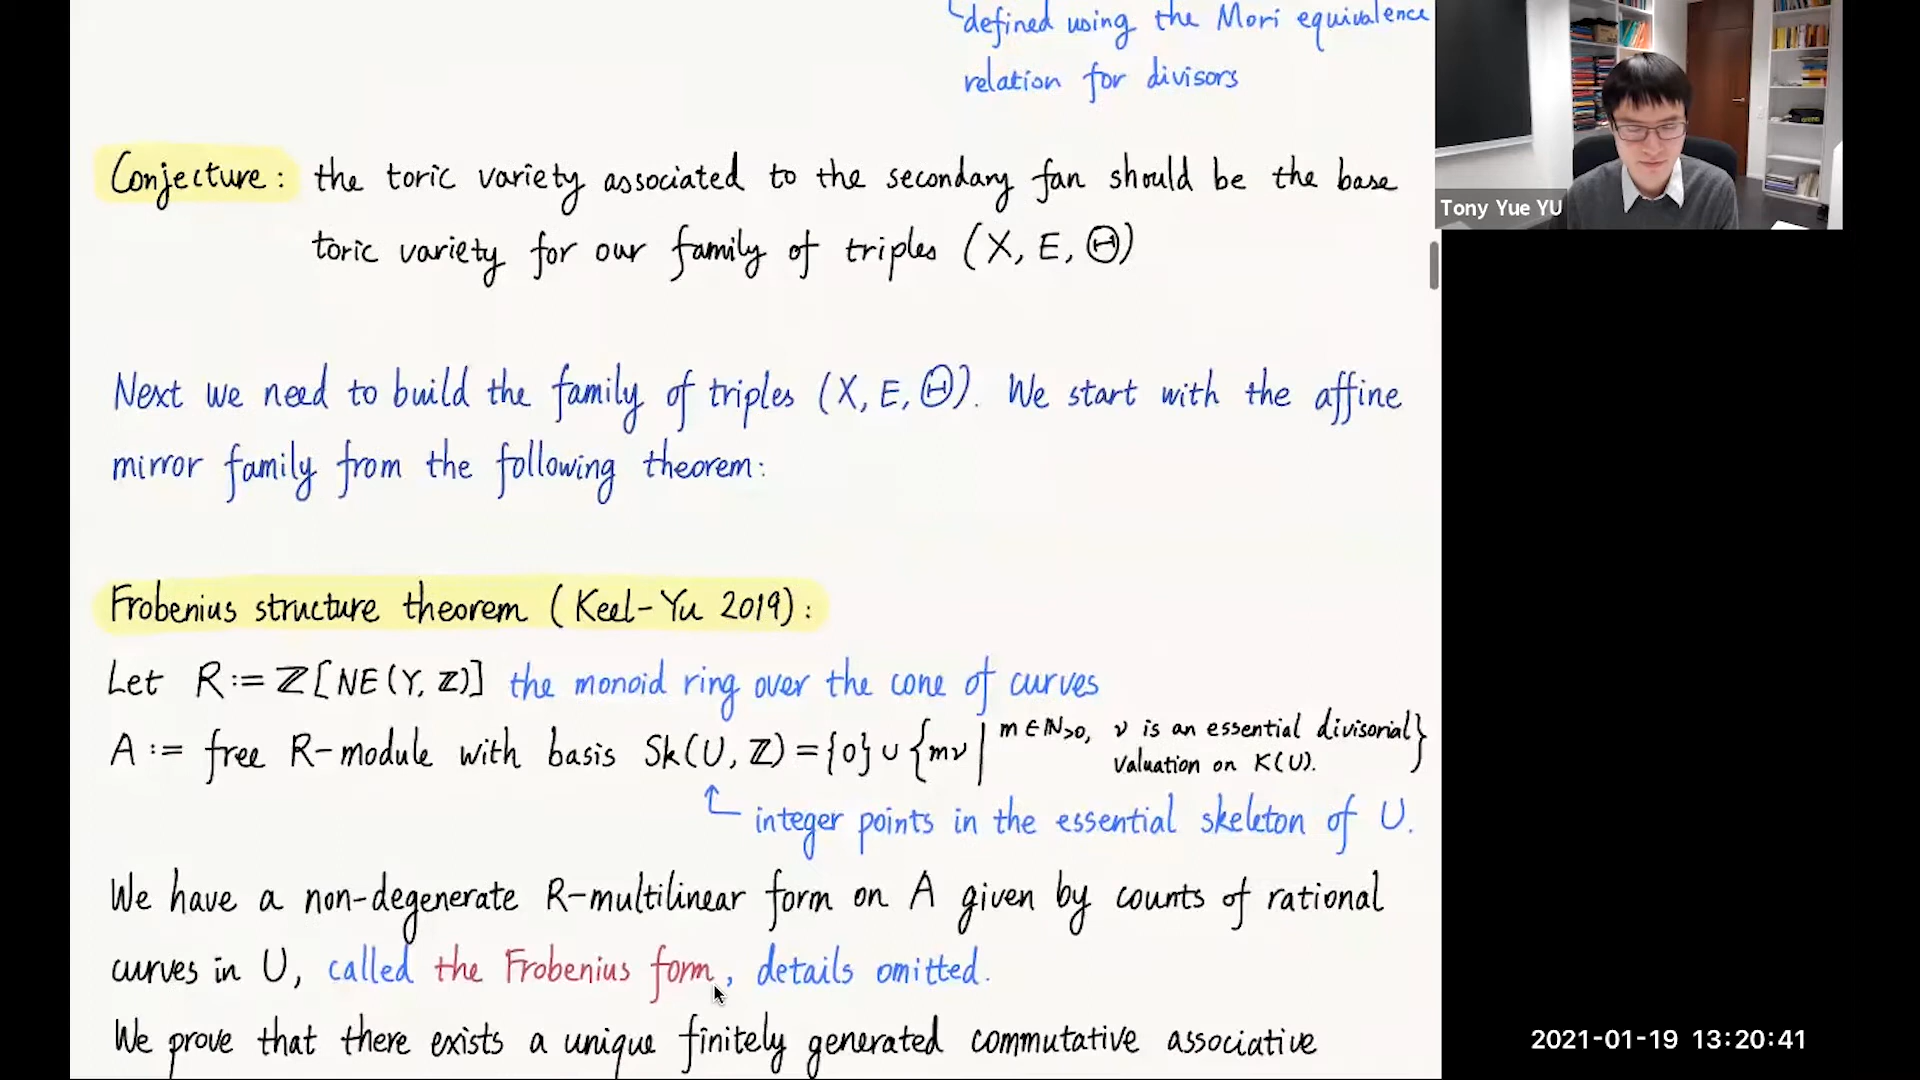 defined using the Mori equivalence
relation for divisors
Conjecture: the toric variety associated to the secondary fan should be the base
toric variety for our family of triples (X, E, Θ)
Next we need to build the family of triples (X, E, Θ). We start with the affine
mirror family from the following theorem:
Frobenius structure theorem (Keel-Yu 2019):
Let R := ℤ[NE(Y, ℤ)] the monoid ring over the cone of curves
A := free R-module with basis Sk(U, ℤ) = {0} ∪ {mν | m ∈ ℕ>0, ν is an essential divisorial
valuation on K(U).}
integer points in the essential skeleton of U.
We have a non-degenerate R-multilinear form on A given by counts of rational
curves in U, called the Frobenius form, details omitted.
We prove that there exists a unique finitely generated commutative associative
Tony Yue YU
2021-01-19 13:20:41